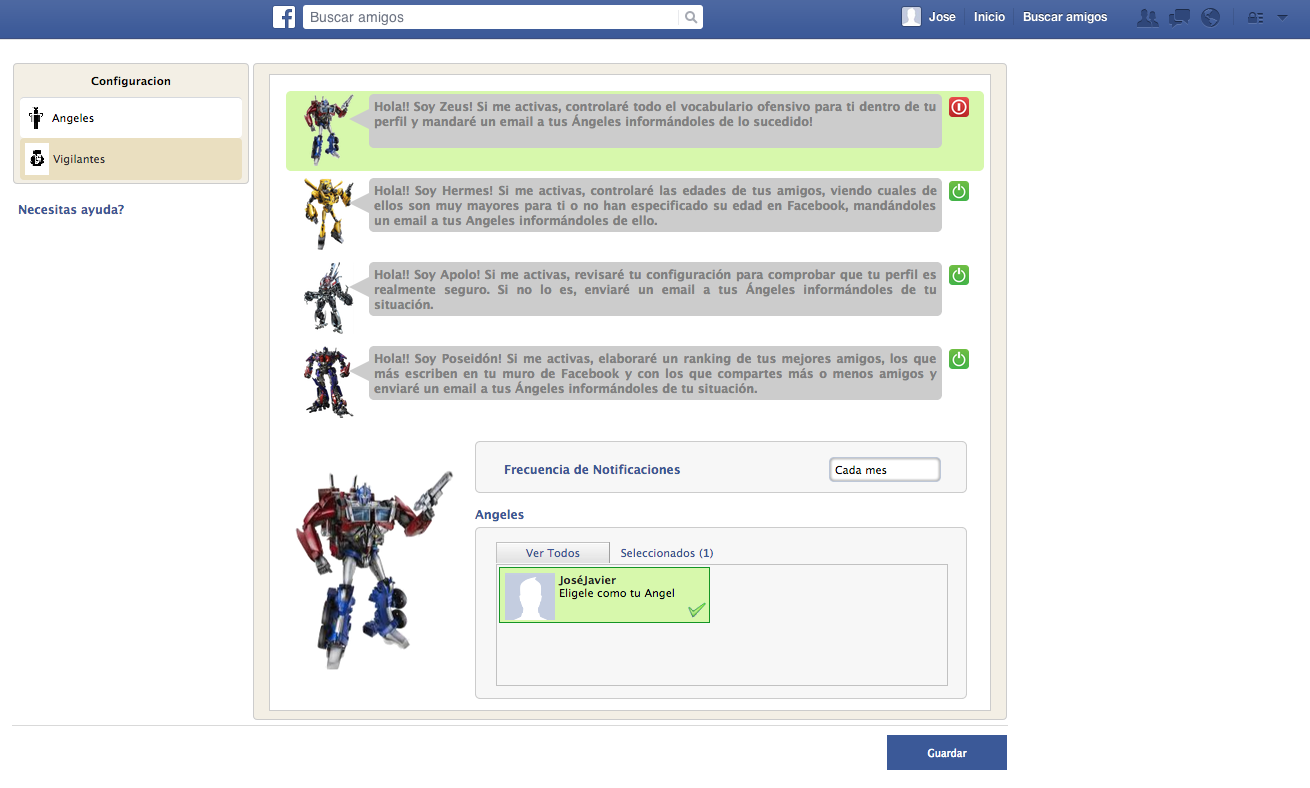 Buscar amigos
Jose Inicio Buscar amigos
Configuracion
Angeles
Vigilantes
Necesitas ayuda?
Hola!! Soy Zeus! Si me activas, controlaré todo el vocabulario ofensivo para ti dentro de tu
perfil y mandaré un email a tus Ángeles informándoles de lo sucedido!
Hola!! Soy Hermes! Si me activas, controlaré las edades de tus amigos, viendo cuales de
ellos son muy mayores para ti o no han especificado su edad en Facebook, mandándoles
un email a tus Angeles informándoles de ello.
Hola!! Soy Apolo! Si me activas, revisaré tu configuración para comprobar que tu perfil es
realmente seguro. Si no lo es, enviaré un email a tus Ángeles informándoles de tu
situación.
Hola!! Soy Poseidón! Si me activas, elaboraré un ranking de tus mejores amigos, los que
más escriben en tu muro de Facebook y con los que compartes más o menos amigos y
enviaré un email a tus Ángeles informándoles de tu situación.
Frecuencia de Notificaciones
Cada mes
Angeles
Ver Todos
Seleccionados (1)
JoséJavier
Eligele como tu Angel
Guardar